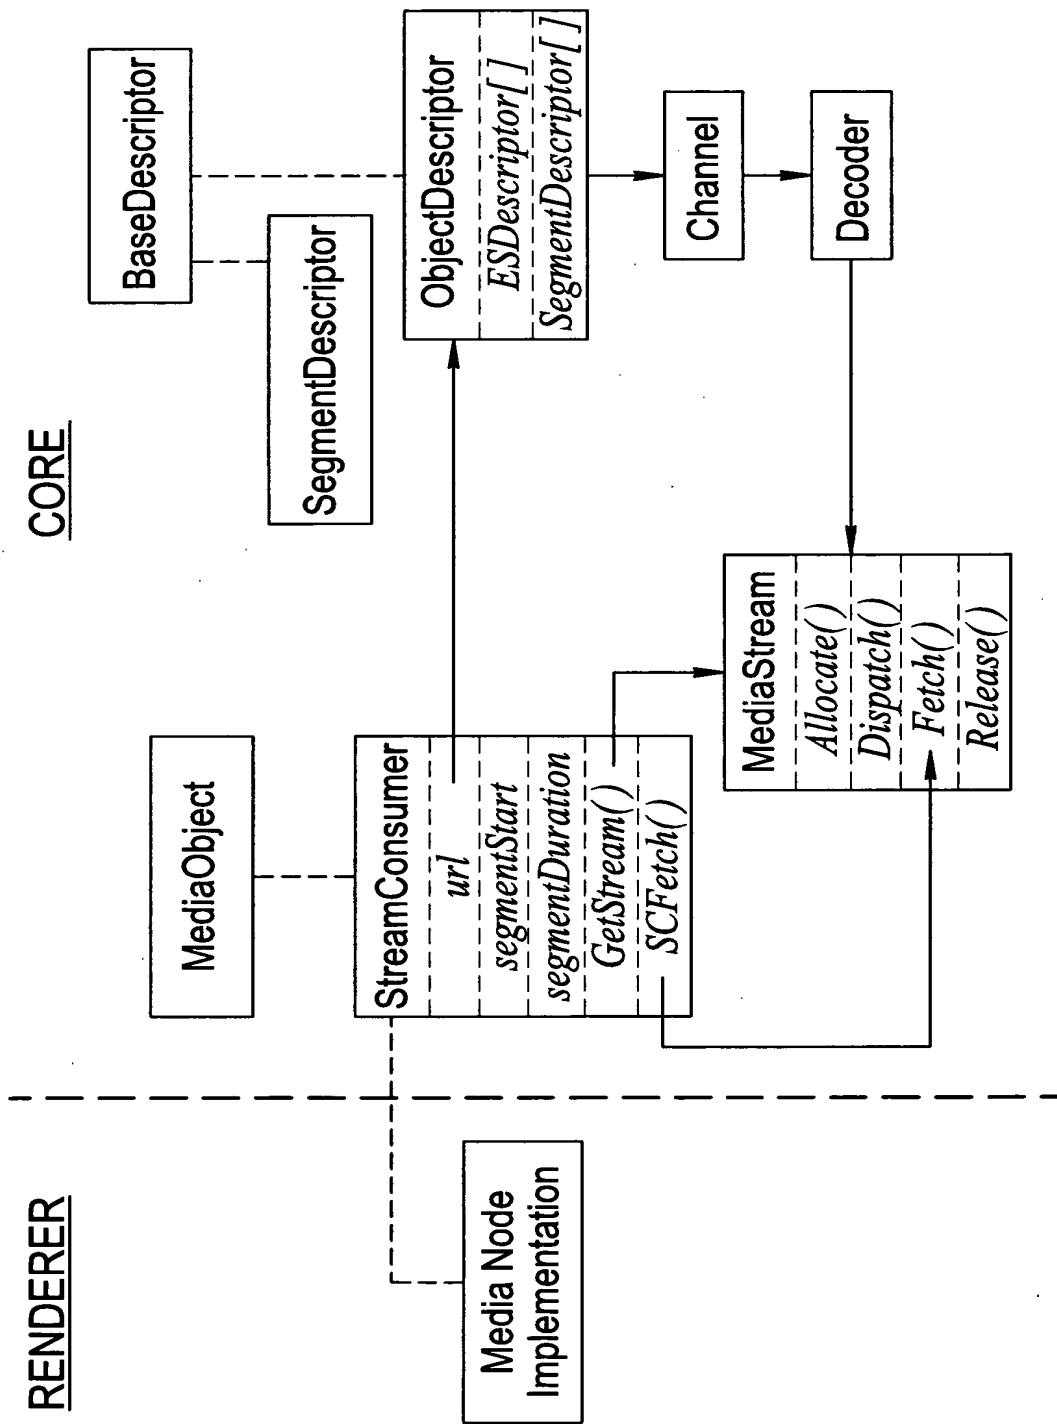 RENDERER
CORE
Media Node
Implementation
MediaObject
StreamConsumer
url
segmentStart
segmentDuration
GetStream()
SCFetch()
BaseDescriptor
SegmentDescriptor
ObjectDescriptor
ESDescriptor[ ]
SegmentDescriptor[ ]
Channel
Decoder
MediaStream
Allocate()
Dispatch()
Fetch()
Release()